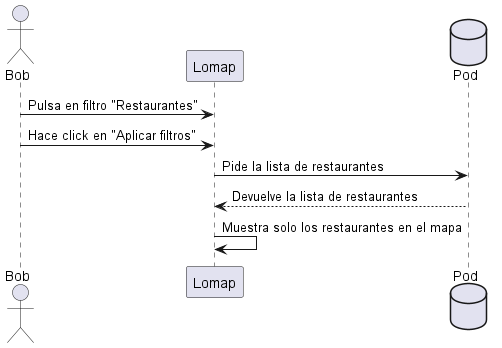 Bob
Lomap
Pod
Pulsa en filtro "Restaurantes"
Hace click en "Aplicar filtros"
Pide la lista de restaurantes
Devuelve la lista de restaurantes
Muestra solo los restaurantes en el mapa
Bob
Lomap
Pod